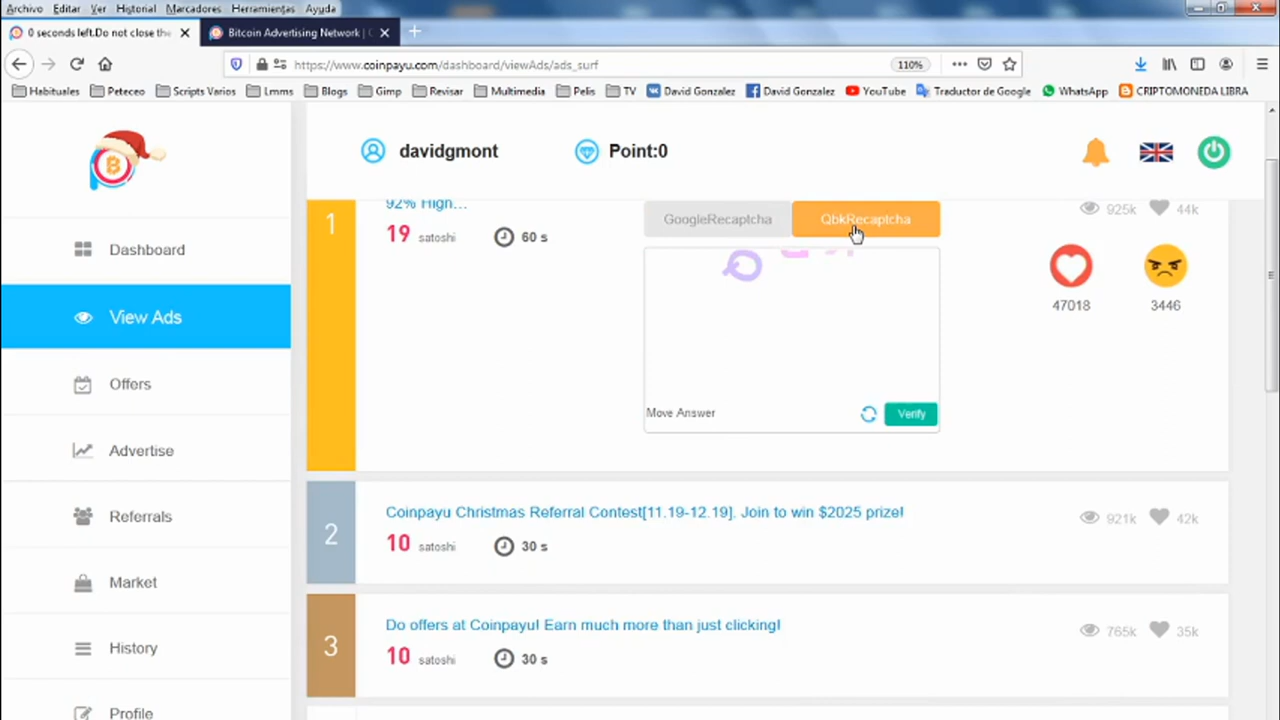 Archivo Editar Ver Historial Marcadores Herramientas Ayuda
0 seconds left.Do not close the
Bitcoin Advertising Network |
https://www.coinpayu.com/dashboard/viewAds/ads_surf
110%
Habituales Peteceo Scripts Varios Lmms Blogs Gimp Revisar Multimedia Pelis TV David Gonzalez David Gonzalez YouTube Traductor de Google WhatsApp CRIPTOMONEDA LIBRA
davidgmont
Point:0
Dashboard
View Ads
Offers
Advertise
Referrals
Market
History
Profile
1
92% High...
19 satoshi 60 s
GoogleRecaptcha QbkRecaptcha
Move Answer
Verify
925k 44k
47018 3446
2
Coinpayu Christmas Referral Contest[11.19-12.19]. Join to win $2025 prize!
10 satoshi 30 s
921k 42k
3
Do offers at Coinpayu! Earn much more than just clicking!
10 satoshi 30 s
765k 35k